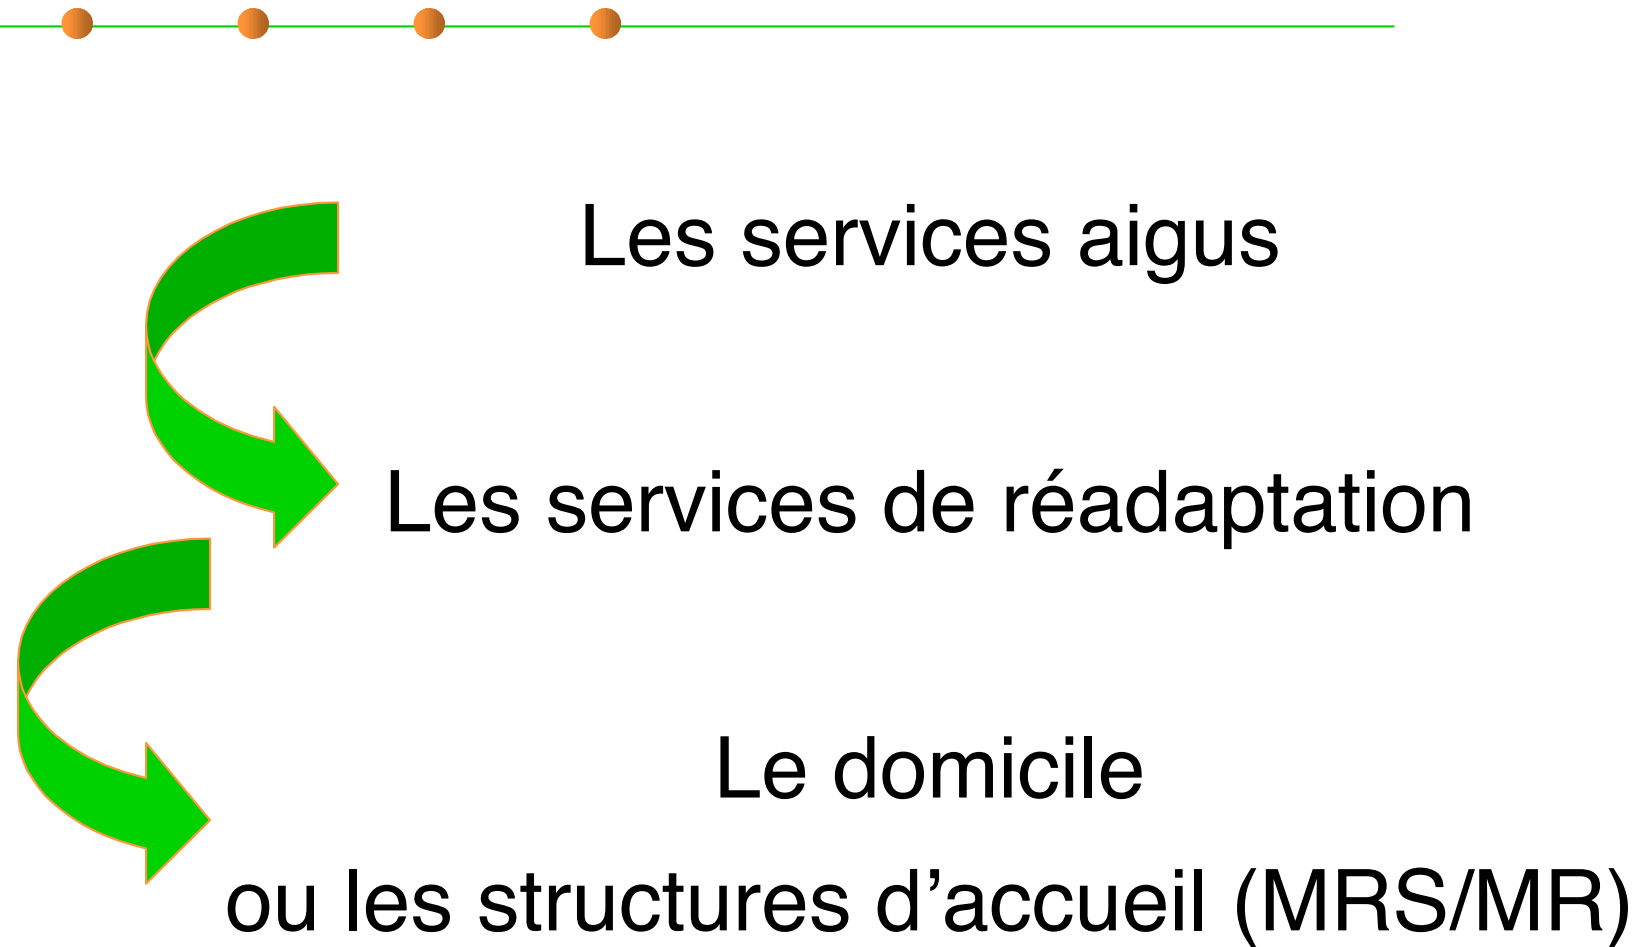 Les services aigus
Les services de réadaptation
Le domicile
ou les structures d’accueil (MRS/MR)